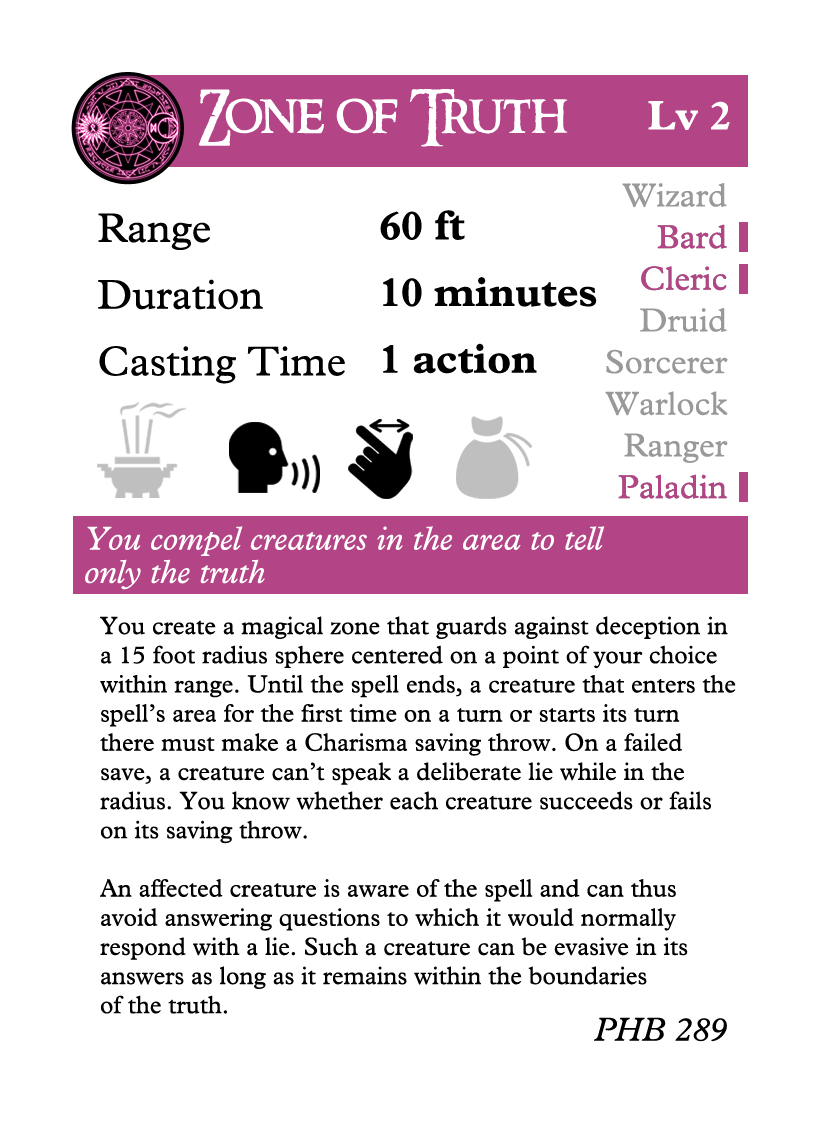 Zone of Truth
Lv 2
Range 60 ft
Duration 10 minutes
Casting Time 1 action
Wizard
Bard
Cleric
Druid
Sorcerer
Warlock
Ranger
Paladin
You compel creatures in the area to tell
only the truth
You create a magical zone that guards against deception in
a 15 foot radius sphere centered on a point of your choice
within range. Until the spell ends, a creature that enters the
spell’s area for the first time on a turn or starts its turn
there must make a Charisma saving throw. On a failed
save, a creature can’t speak a deliberate lie while in the
radius. You know whether each creature succeeds or fails
on its saving throw.
An affected creature is aware of the spell and can thus
avoid answering questions to which it would normally
respond with a lie. Such a creature can be evasive in its
answers as long as it remains within the boundaries
of the truth.
PHB 289